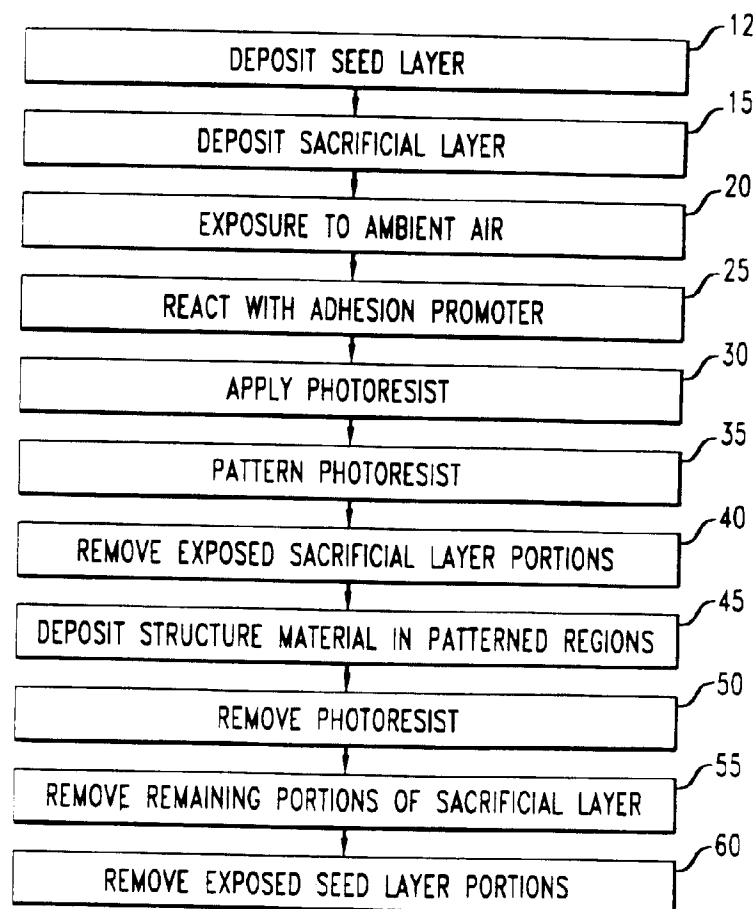 12
DEPOSIT SEED LAYER
15
DEPOSIT SACRIFICIAL LAYER
20
EXPOSURE TO AMBIENT AIR
25
REACT WITH ADHESION PROMOTER
30
APPLY PHOTORESIST
35
PATTERN PHOTORESIST
40
REMOVE EXPOSED SACRIFICIAL LAYER PORTIONS
45
DEPOSIT STRUCTURE MATERIAL IN PATTERNED REGIONS
50
REMOVE PHOTORESIST
55
REMOVE REMAINING PORTIONS OF SACRIFICIAL LAYER
60
REMOVE EXPOSED SEED LAYER PORTIONS